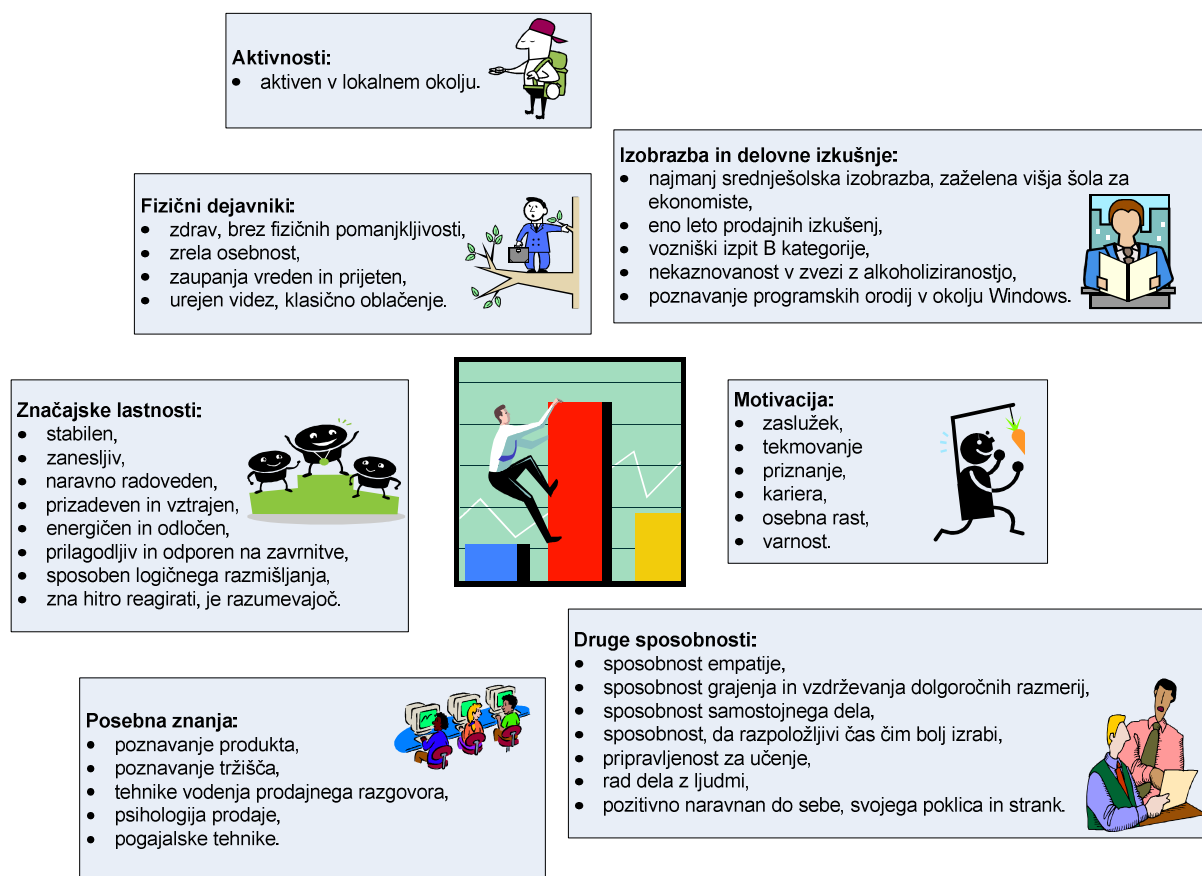 Aktivnosti:
• aktiven v lokalnem okolju.
Izobrazba in delovne izkušnje:
• najmanj srednješolska izobrazba, zaželena višja šola za
ekonomiste,
• eno leto prodajnih izkušenj,
• vozniški izpit B kategorije,
• nekaznovanost v zvezi z alkoholiziranostjo,
• poznavanje programskih orodij v okolju Windows.
Fizični dejavniki:
• zdrav, brez fizičnih pomanjkljivosti,
• zrela osebnost,
• zaupanja vreden in prijeten,
• urejen videz, klasično oblačenje.
Značajske lastnosti:
• stabilen,
• zanesljiv,
• naravno radoveden,
• prizadeven in vztrajen,
• energičen in odločen,
• prilagodljiv in odporen na zavrnitve,
• sposoben logičnega razmišljanja,
• zna hitro reagirati, je razumevajoč.
Motivacija:
• zaslužek,
• tekmovanje
• priznanje,
• kariera,
• osebna rast,
• varnost.
Druge sposobnosti:
• sposobnost empatije,
• sposobnost grajenja in vzdrževanja dolgoročnih razmerij,
• sposobnost samostojnega dela,
• sposobnost, da razpoložljivi čas čim bolj izrabi,
• pripravljenost za učenje,
• rad dela z ljudmi,
• pozitivno naravnan do sebe, svojega poklica in strank.
Posebna znanja:
• poznavanje produkta,
• poznavanje tržišča,
• tehnike vodenja prodajnega razgovora,
• psihologija prodaje,
• pogajalske tehnike.